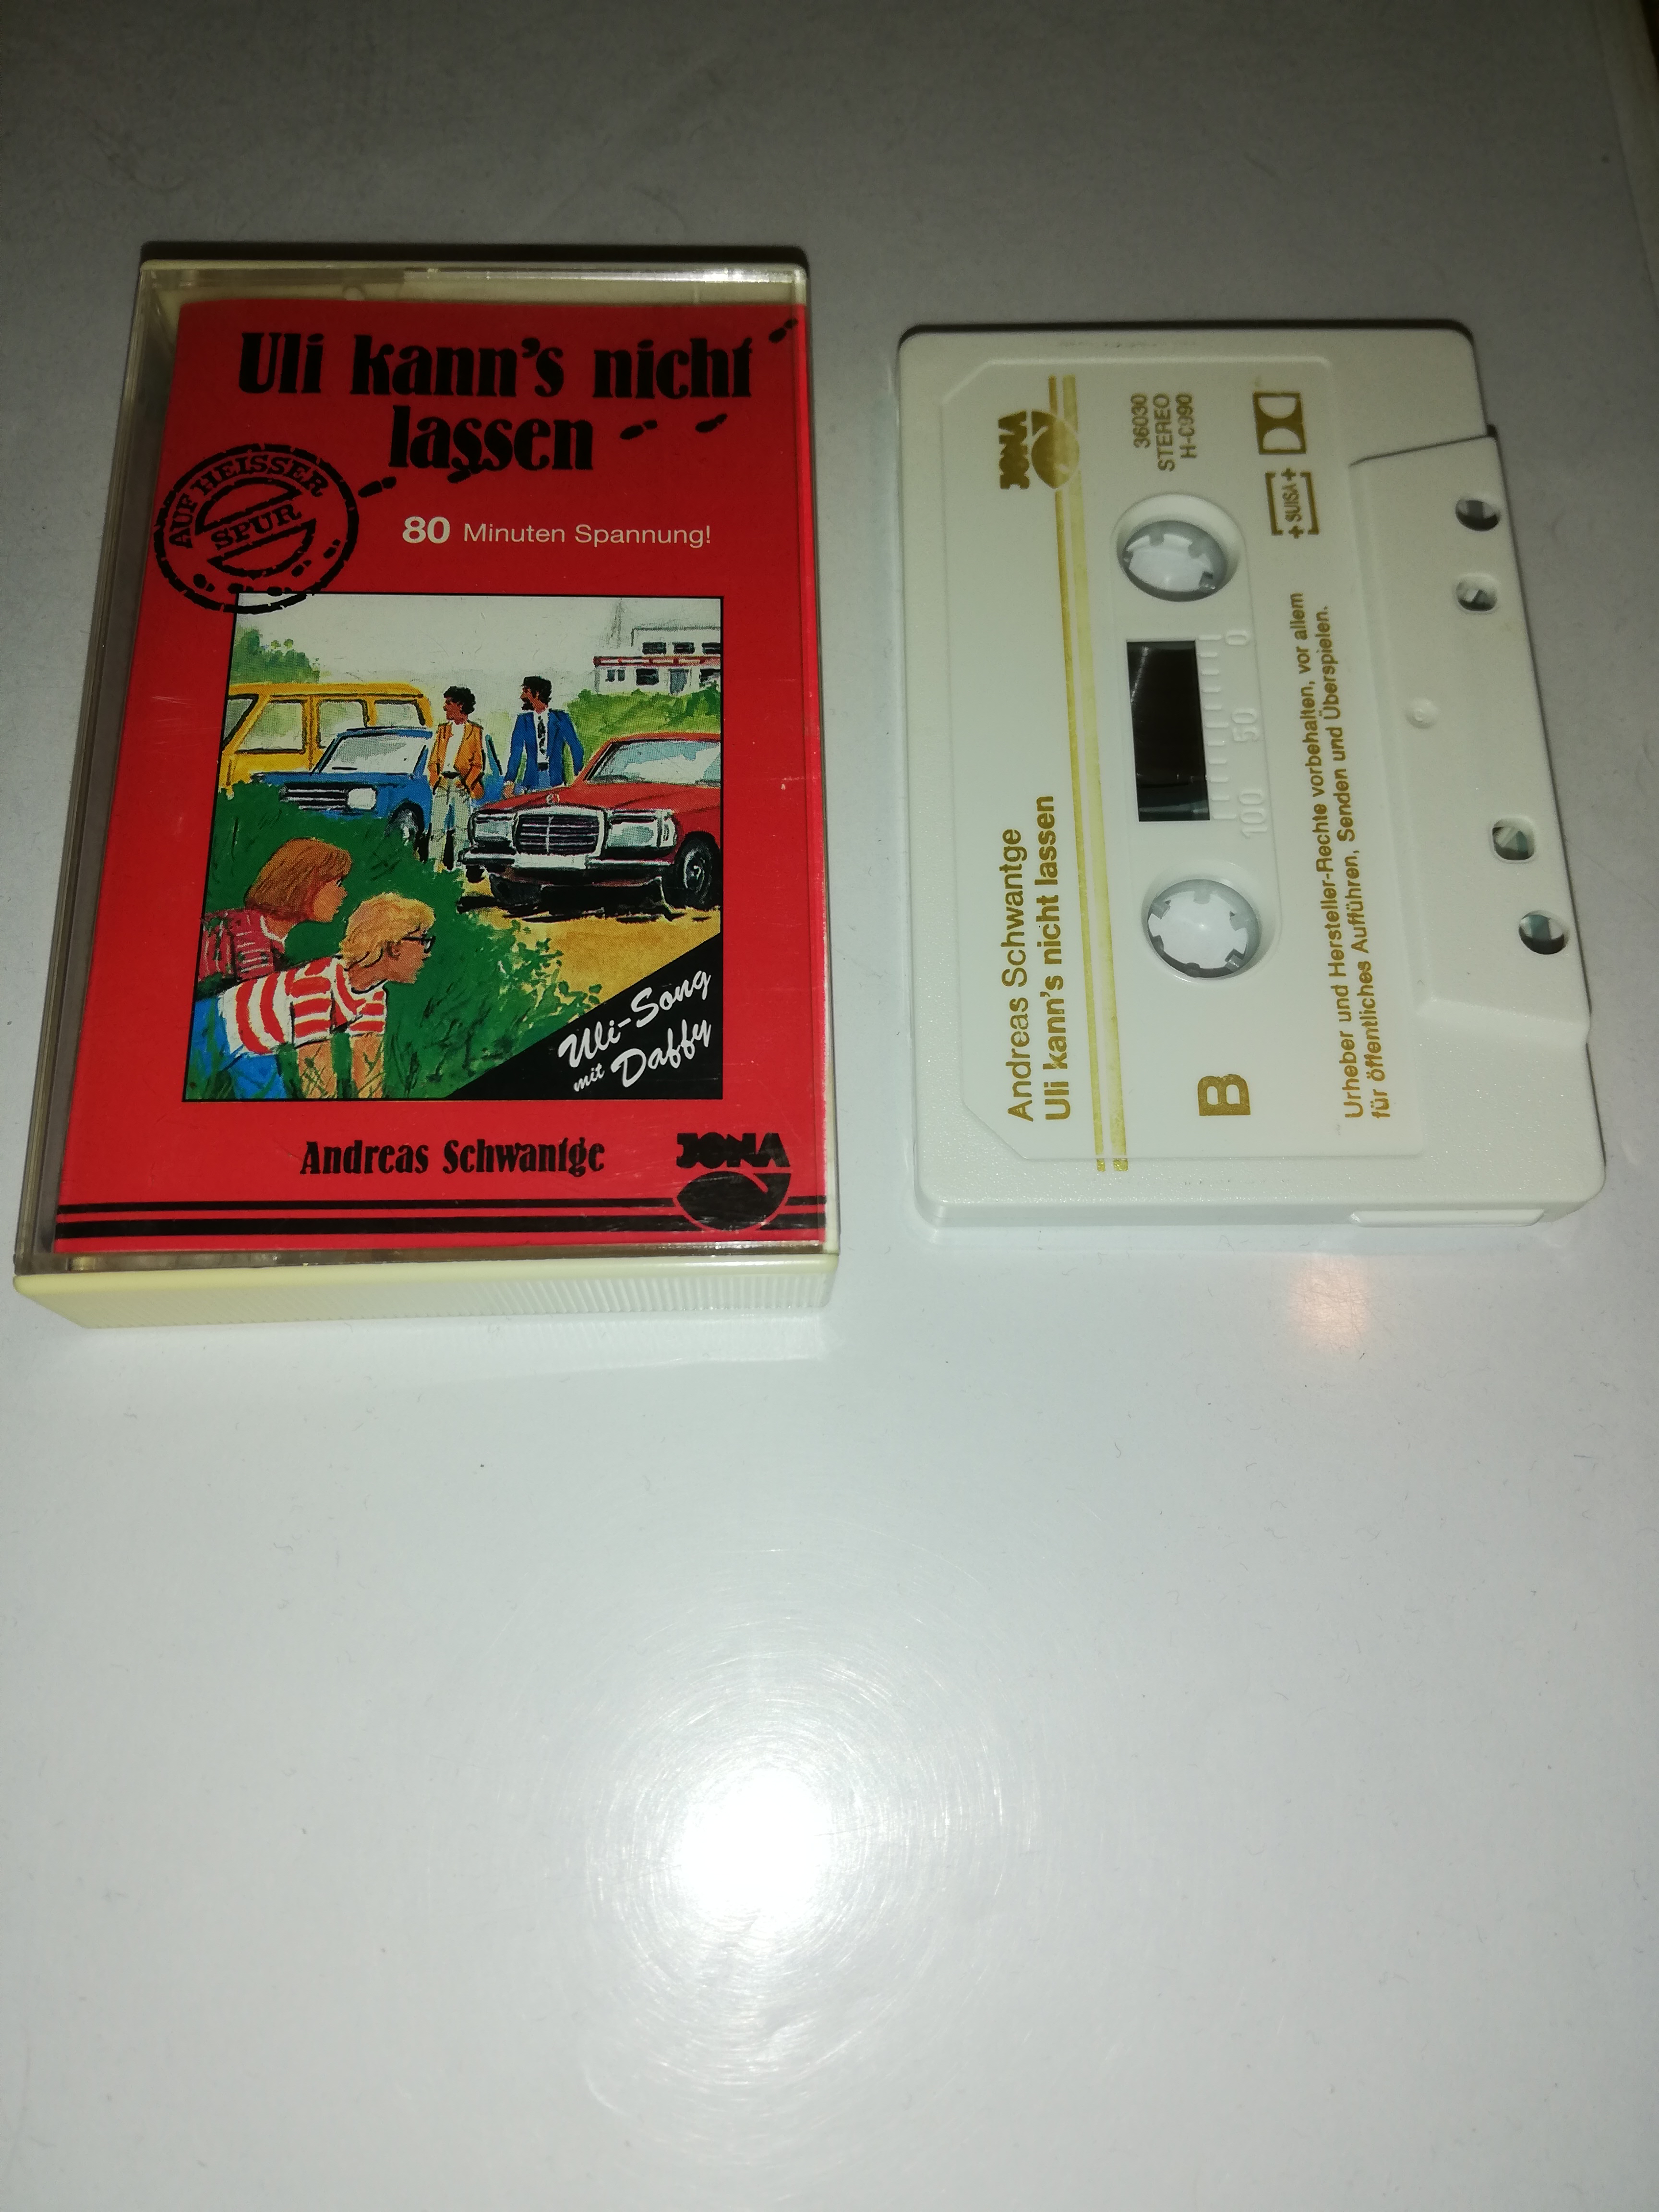 Uli kann's nicht
lassen
AUF HEISSER
SPUR
80 Minuten Spannung!
Uli-Song
mit Daffy
Andreas Schwantge
JONA
Andreas Schwantge
Uli kann's nicht lassen
JONA
B
100 50 0
36030
STEREO
H-C990
+ SUISA +
Urheber und Hersteller-Rechte vorbehalten, vor allem
für öffentliches Aufführen, Senden und Überspielen.